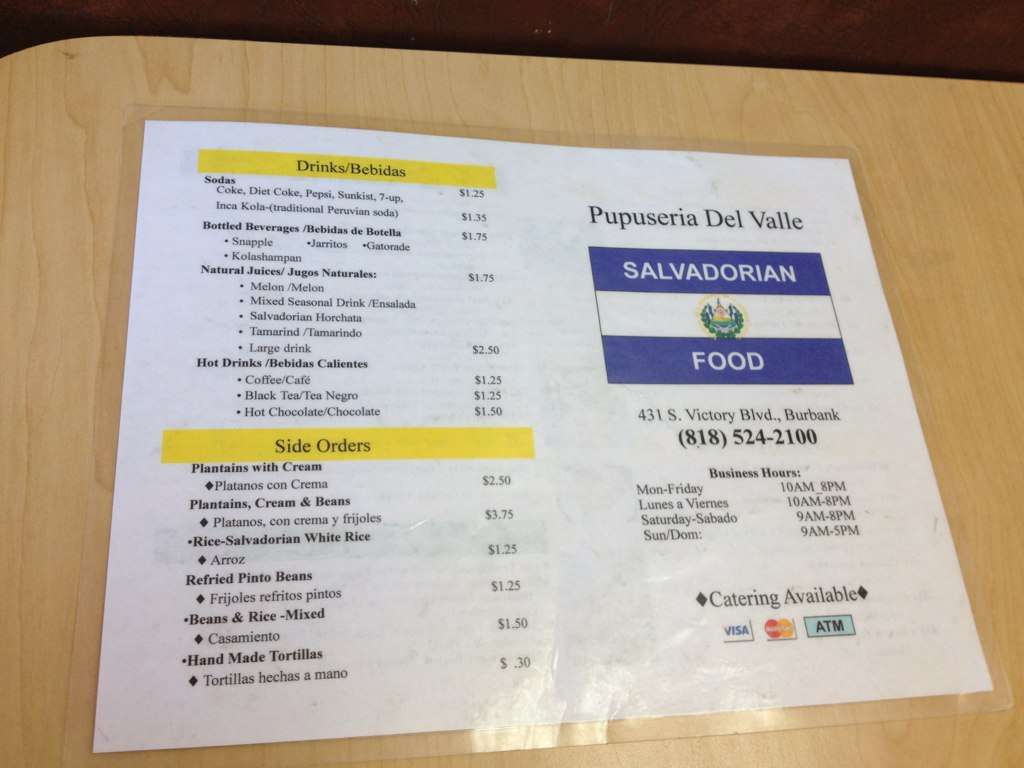 Drinks/Bebidas
Sodas
Coke, Diet Coke, Pepsi, Sunkist, 7-up, $1.25
Inca Kola-(traditional Peruvian soda) $1.35
Bottled Beverages /Bebidas de Botella $1.75
• Snapple •Jarritos •Gatorade
• Kolashampan
Natural Juices/ Jugos Naturales: $1.75
• Melon /Melon
• Mixed Seasonal Drink /Ensalada
• Salvadorian Horchata
• Tamarind /Tamarindo
• Large drink $2.50
Hot Drinks /Bebidas Calientes
• Coffee/Café $1.25
• Black Tea/Tea Negro $1.25
• Hot Chocolate/Chocolate $1.50
Side Orders
Plantains with Cream
♦Platanos con Crema $2.50
Plantains, Cream & Beans
♦ Platanos, con crema y frijoles $3.75
•Rice-Salvadorian White Rice
♦ Arroz $1.25
Refried Pinto Beans
♦ Frijoles refritos pintos $1.25
•Beans & Rice -Mixed
♦ Casamiento $1.50
•Hand Made Tortillas
♦ Tortillas hechas a mano $ .30
Pupuseria Del Valle
SALVADORIAN
FOOD
431 S. Victory Blvd., Burbank
(818) 524-2100
Business Hours:
Mon-Friday 10AM_8PM
Lunes a Viernes 10AM-8PM
Saturday-Sabado 9AM-8PM
Sun/Dom: 9AM-5PM
♦Catering Available♦
VISA MasterCard ATM